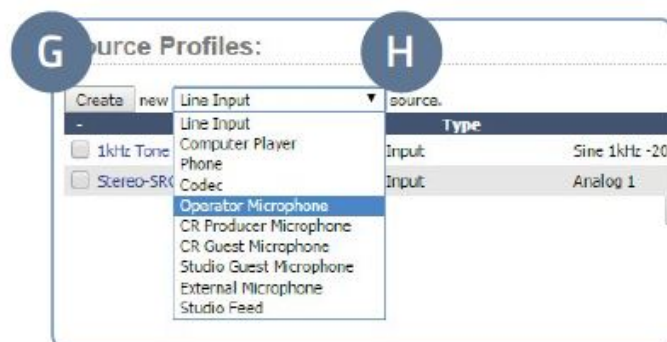 G
H
ource Profiles:
Create new Line Input ▼ source.
- Type
1kHz Tone Input Sine 1kHz -20
Stereo-SRC Input Analog 1
Line Input
Computer Player
Phone
Codec
Operator Microphone
CR Producer Microphone
CR Guest Microphone
Studio Guest Microphone
External Microphone
Studio Feed